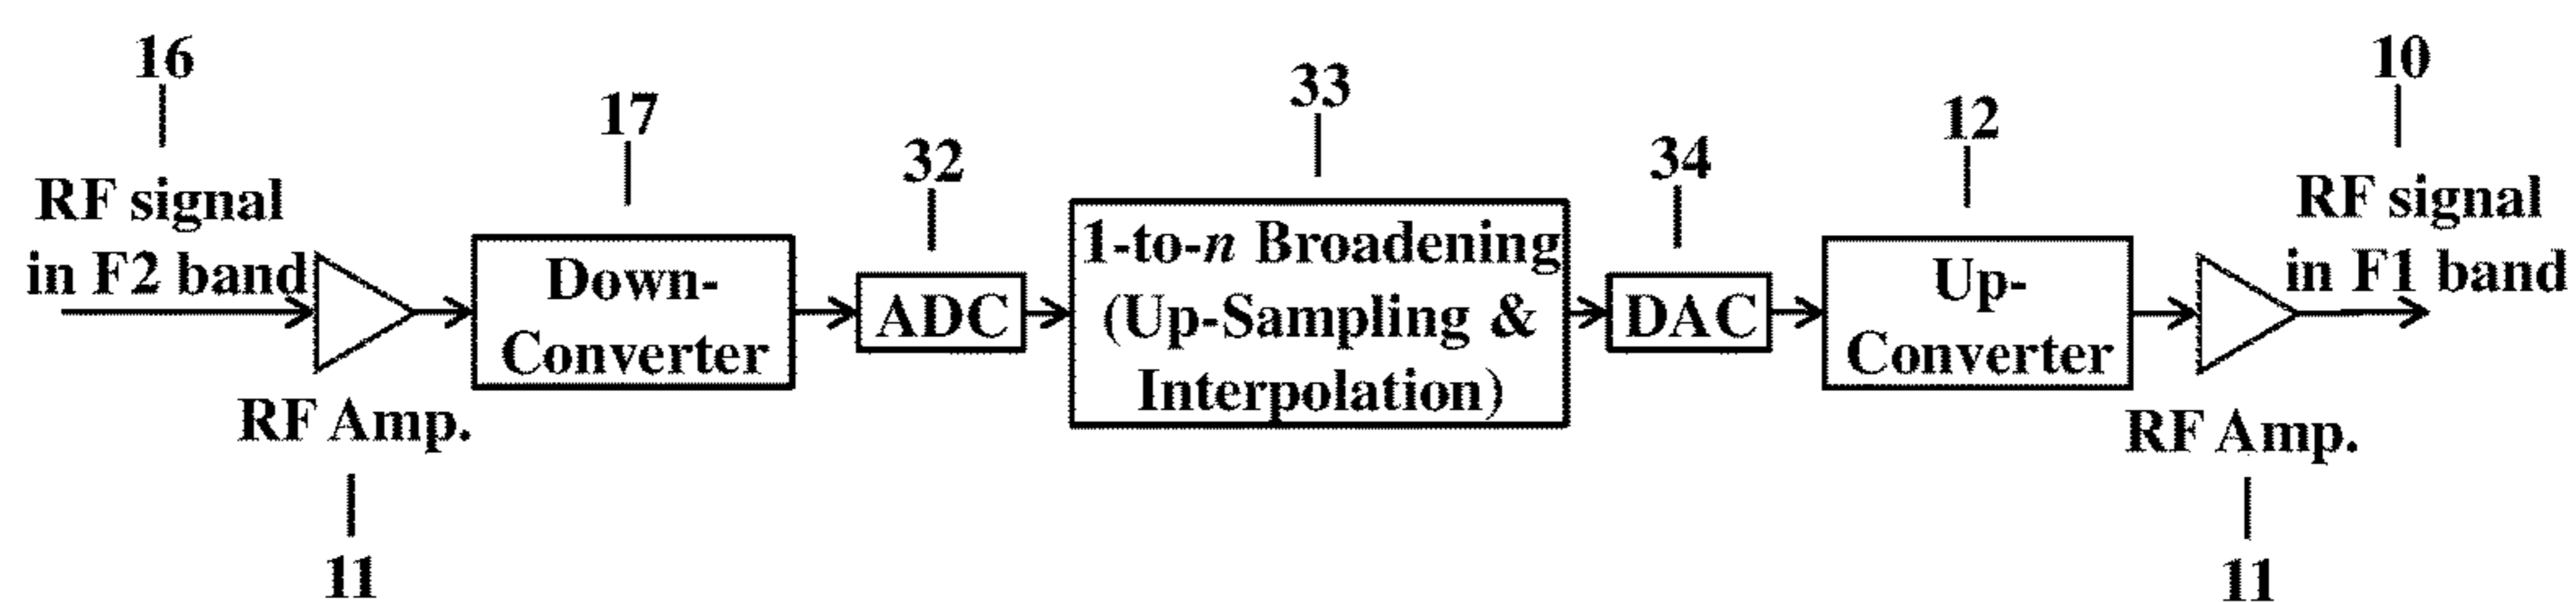 16
RF signal
in F2 band
RF Amp.
11
17
Down-
Converter
32
ADC
33
1-to-n Broadening
(Up-Sampling &
Interpolation)
34
DAC
12
Up-
Converter
10
RF signal
in F1 band
RF Amp.
11